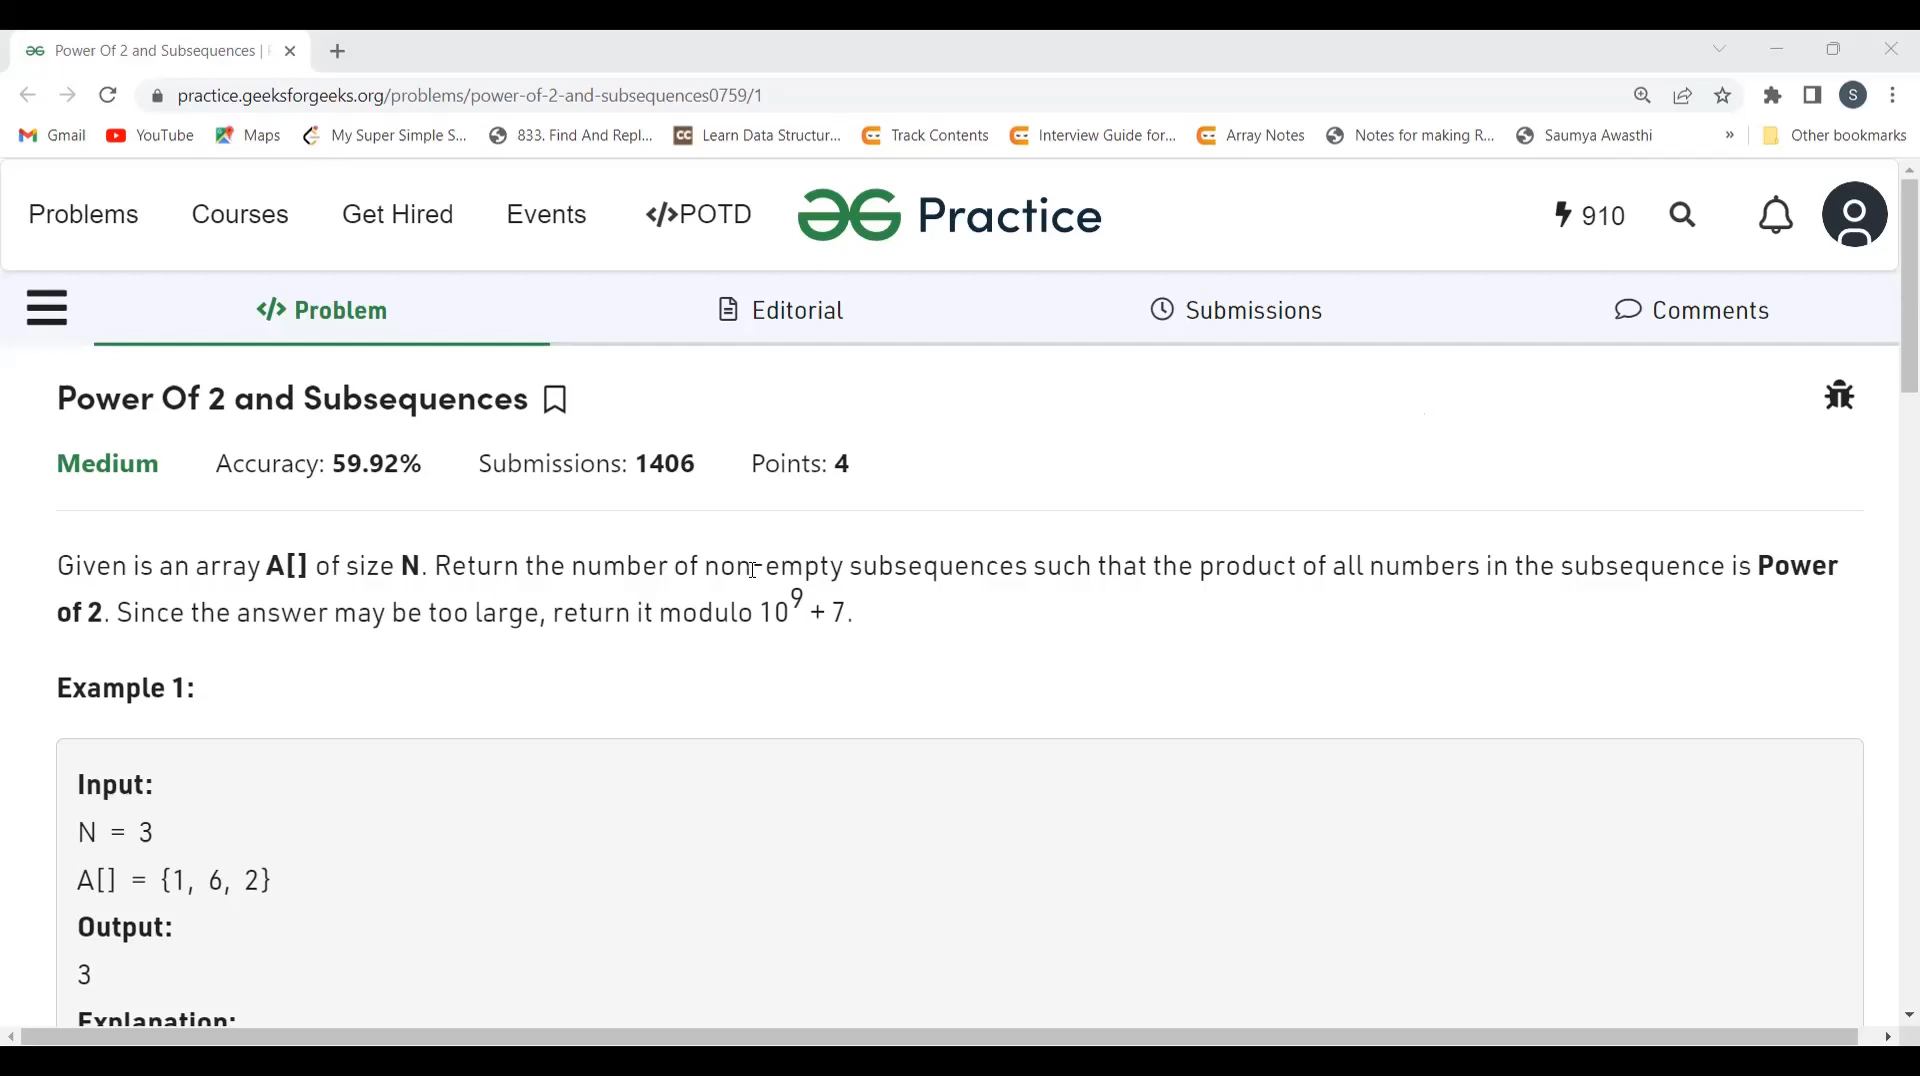 Power Of 2 and Subsequences |
practice.geeksforgeeks.org/problems/power-of-2-and-subsequences0759/1
S
Gmail YouTube Maps My Super Simple S... 833. Find And Repl... CC Learn Data Structur... Track Contents Interview Guide for... Array Notes Notes for making R... Saumya Awasthi » Other bookmarks
Problems Courses Get Hired Events </>POTD Practice 910
</> Problem Editorial Submissions Comments
Power Of 2 and Subsequences
Medium Accuracy: 59.92% Submissions: 1406 Points: 4
Given is an array A[] of size N. Return the number of non-empty subsequences such that the product of all numbers in the subsequence is Power
of 2. Since the answer may be too large, return it modulo 10⁹ + 7.
Example 1:
Input:
N = 3
A[] = {1, 6, 2}
Output:
3
Explanation: